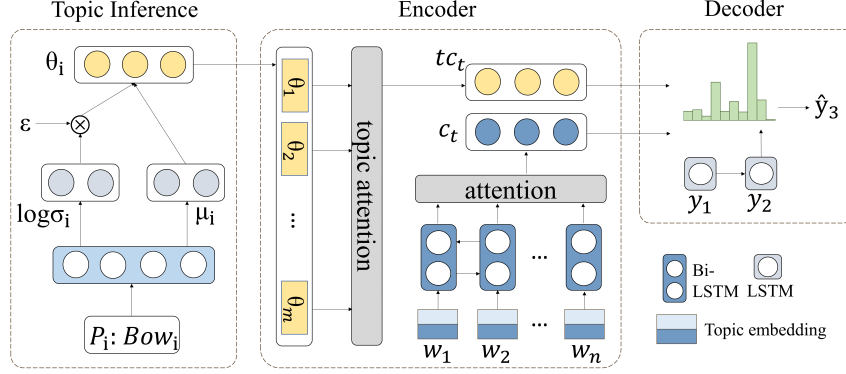 Topic Inference
Encoder
Decoder
θi
ε
logσi
μi
Pi: Bowi
θ1
θ2
...
θm
topic attention
tct
ct
attention
...
...
w1
w2
wn
ŷ3
y1
y2
Bi-
LSTM
LSTM
Topic embedding